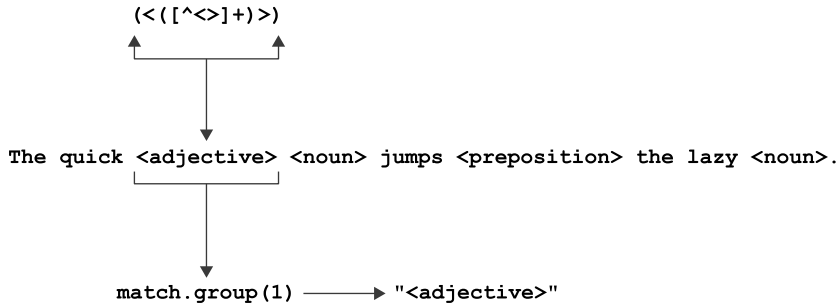 (<([^<>]+)>)
The quick <adjective> <noun> jumps <preposition> the lazy <noun>.
match.group(1) "<adjective>"